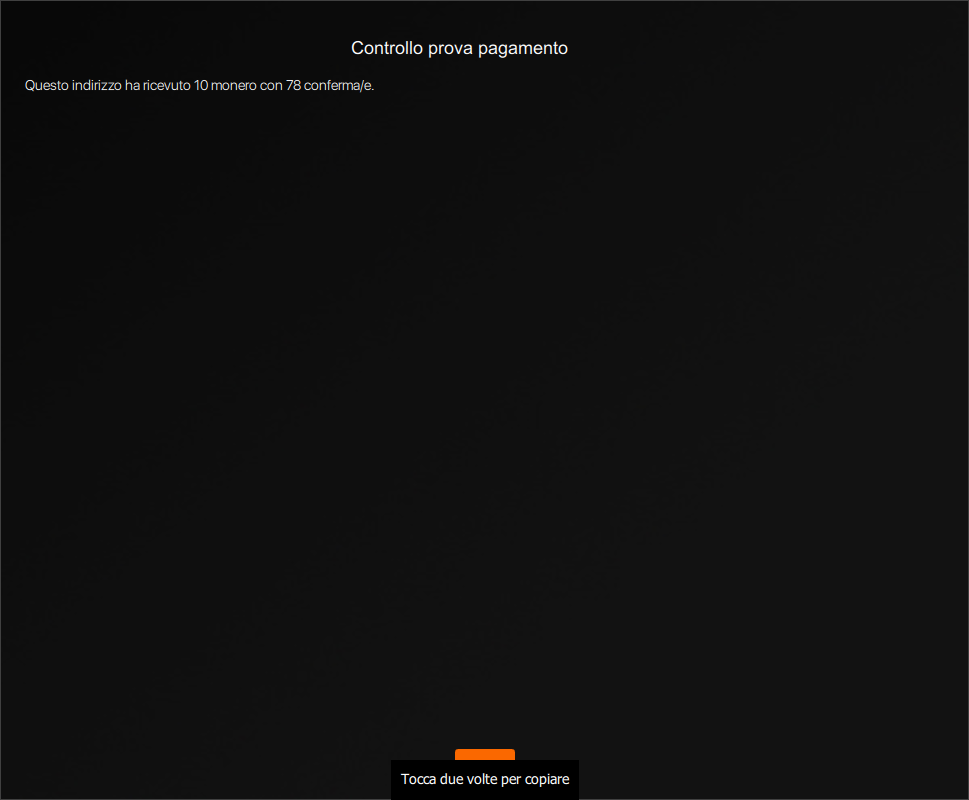 Controllo prova pagamento
Questo indirizzo ha ricevuto 10 monero con 78 conferma/e.
Tocca due volte per copiare